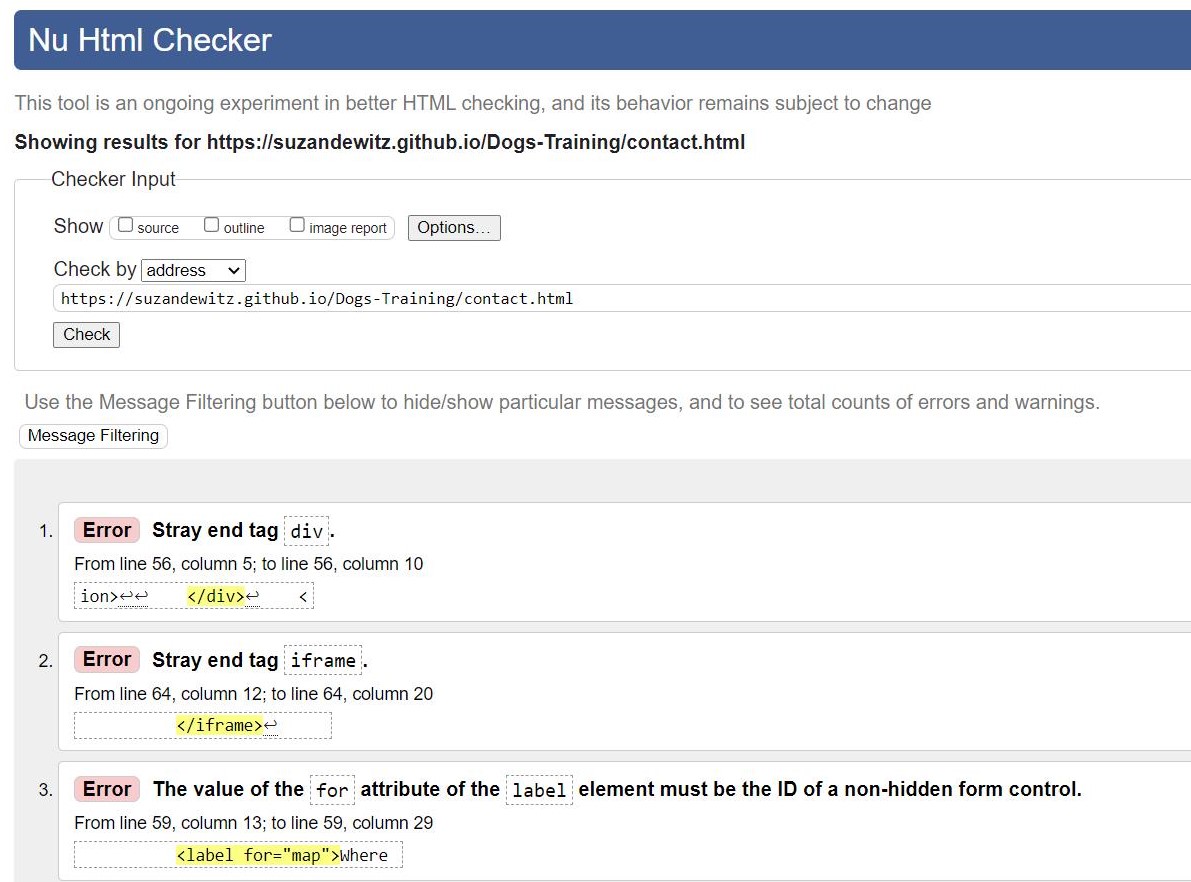 Nu Html Checker
This tool is an ongoing experiment in better HTML checking, and its behavior remains subject to change
Showing results for https://suzandewitz.github.io/Dogs-Training/contact.html
Checker Input
Show source outline image report Options...
Check by address
https://suzandewitz.github.io/Dogs-Training/contact.html
Check
Use the Message Filtering button below to hide/show particular messages, and to see total counts of errors and warnings.
Message Filtering
1. Error Stray end tag div.
From line 56, column 5; to line 56, column 10
ion>↩↩ </div>↩ <
2. Error Stray end tag iframe.
From line 64, column 12; to line 64, column 20
</iframe>↩
3. Error The value of the for attribute of the label element must be the ID of a non-hidden form control.
From line 59, column 13; to line 59, column 29
<label for="map">Where